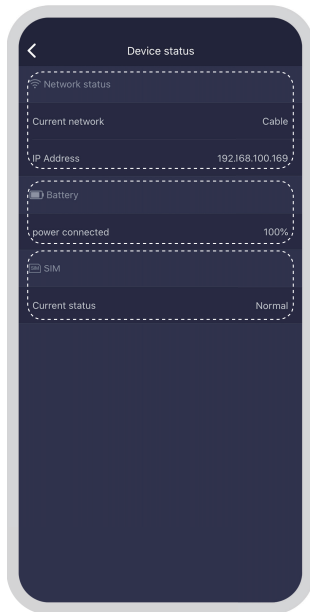 Device status
Network status
Current network Cable
IP Address 192.168.100.169
Battery
power connected 100%
SIM SIM
Current status Normal